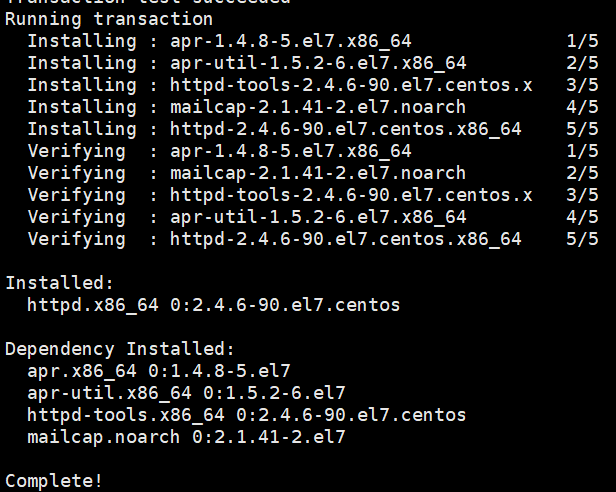 Transaction test succeeded
Running transaction
  Installing : apr-1.4.8-5.el7.x86_64              1/5
  Installing : apr-util-1.5.2-6.el7.x86_64         2/5
  Installing : httpd-tools-2.4.6-90.el7.centos.x   3/5
  Installing : mailcap-2.1.41-2.el7.noarch         4/5
  Installing : httpd-2.4.6-90.el7.centos.x86_64    5/5
  Verifying  : apr-1.4.8-5.el7.x86_64              1/5
  Verifying  : mailcap-2.1.41-2.el7.noarch         2/5
  Verifying  : httpd-tools-2.4.6-90.el7.centos.x   3/5
  Verifying  : apr-util-1.5.2-6.el7.x86_64         4/5
  Verifying  : httpd-2.4.6-90.el7.centos.x86_64    5/5

Installed:
  httpd.x86_64 0:2.4.6-90.el7.centos

Dependency Installed:
  apr.x86_64 0:1.4.8-5.el7
  apr-util.x86_64 0:1.5.2-6.el7
  httpd-tools.x86_64 0:2.4.6-90.el7.centos
  mailcap.noarch 0:2.1.41-2.el7

Complete!